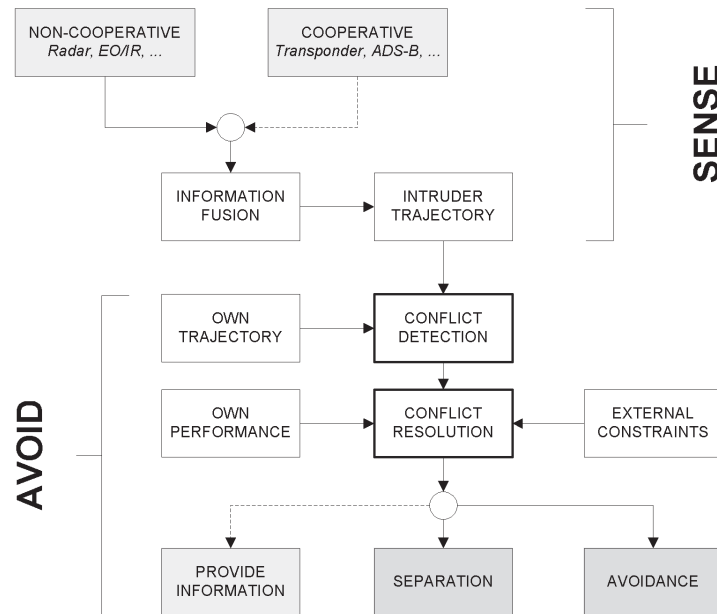 NON-COOPERATIVE
Radar, EO/IR, ...
COOPERATIVE
Transponder, ADS-B, ...
SENSE
INFORMATION
FUSION
INTRUDER
TRAJECTORY
OWN
TRAJECTORY
CONFLICT
DETECTION
AVOID
OWN
PERFORMANCE
CONFLICT
RESOLUTION
EXTERNAL
CONSTRAINTS
PROVIDE
INFORMATION
SEPARATION
AVOIDANCE